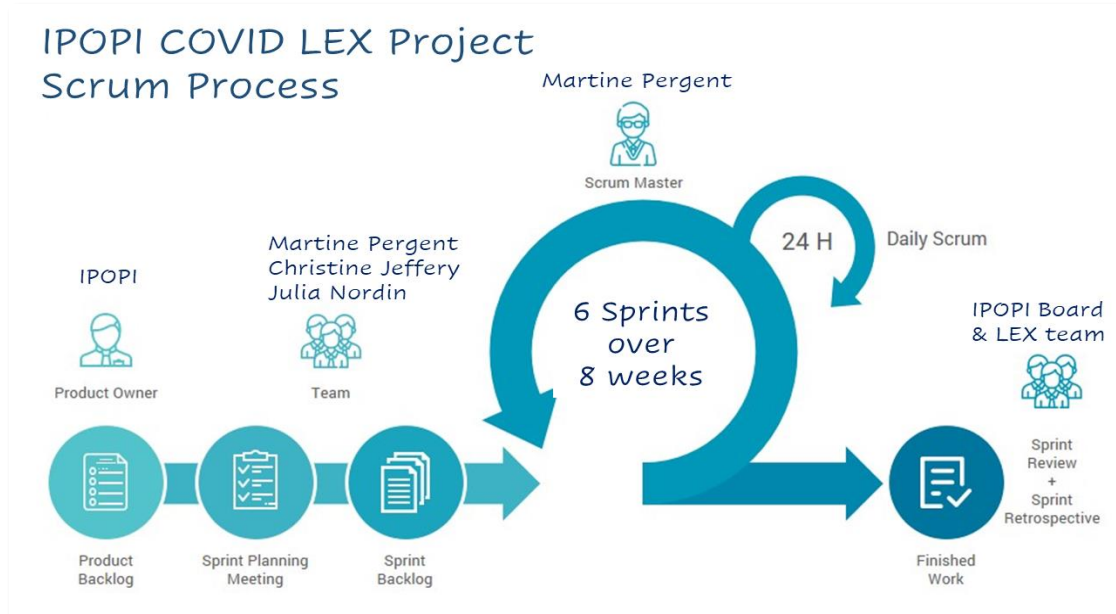 IPOPI COVID LEX Project
Scrum Process
Martine Pergent
Scrum Master
24 H
Daily Scrum
Martine Pergent
Christine Jeffery
Julia Nordin
Team
IPOPI
Product Owner
6 Sprints
over
8 weeks
IPOPI Board
& LEX team
Sprint
Review
+
Sprint
Retrospective
Product
Backlog
Sprint Planning
Meeting
Sprint
Backlog
Finished
Work